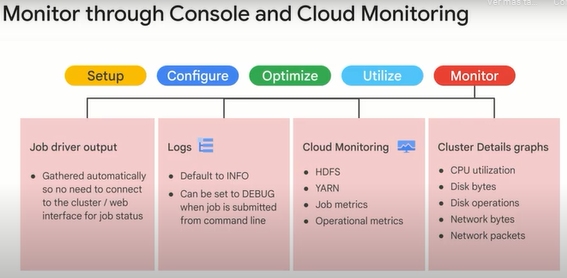 Monitor through Console and Cloud Monitoring
Setup
Configure
Optimize
Utilize
Monitor
Job driver output
• Gathered automatically
so no need to connect
to the cluster / web
interface for job status
Logs
• Default to INFO
• Can be set to DEBUG
when job is submitted
from command line
Cloud Monitoring
• HDFS
• YARN
• Job metrics
• Operational metrics
Cluster Details graphs
• CPU utilization
• Disk bytes
• Disk operations
• Network bytes
• Network packets